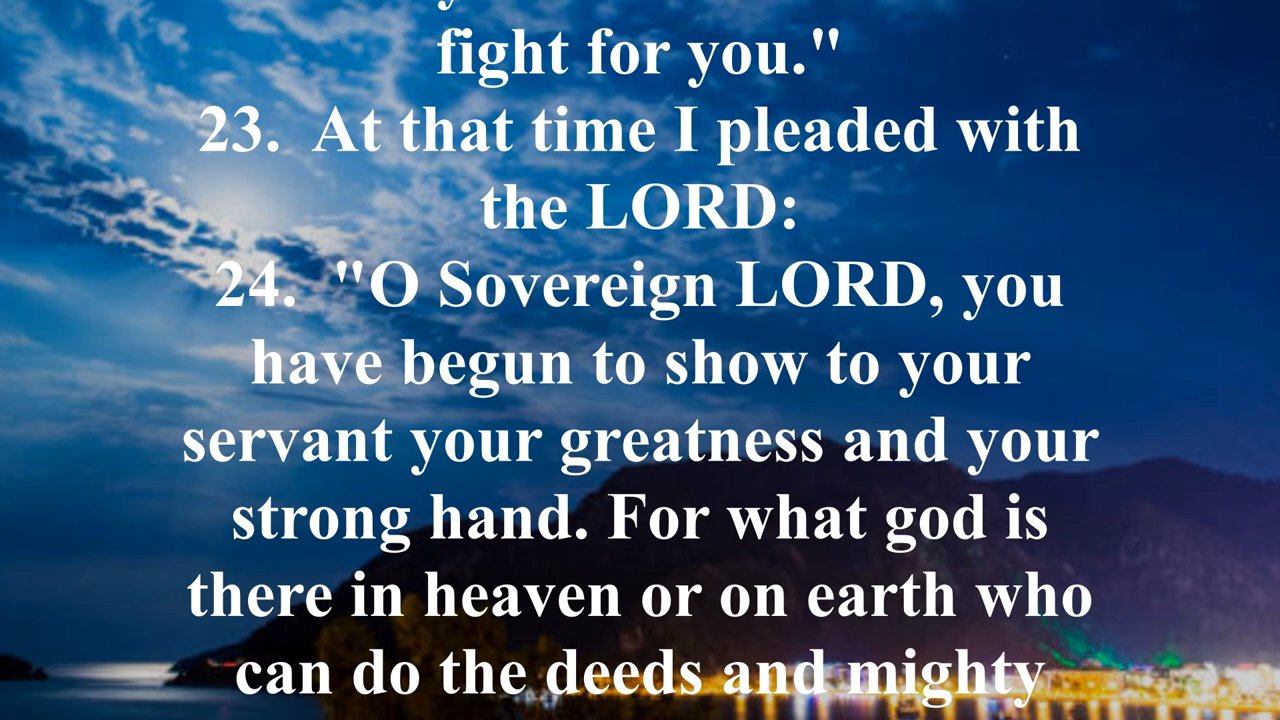 fight for you."
23.  At that time I pleaded with
the LORD:
24.  "O Sovereign LORD, you
have begun to show to your
servant your greatness and your
strong hand. For what god is
there in heaven or on earth who
can do the deeds and mighty